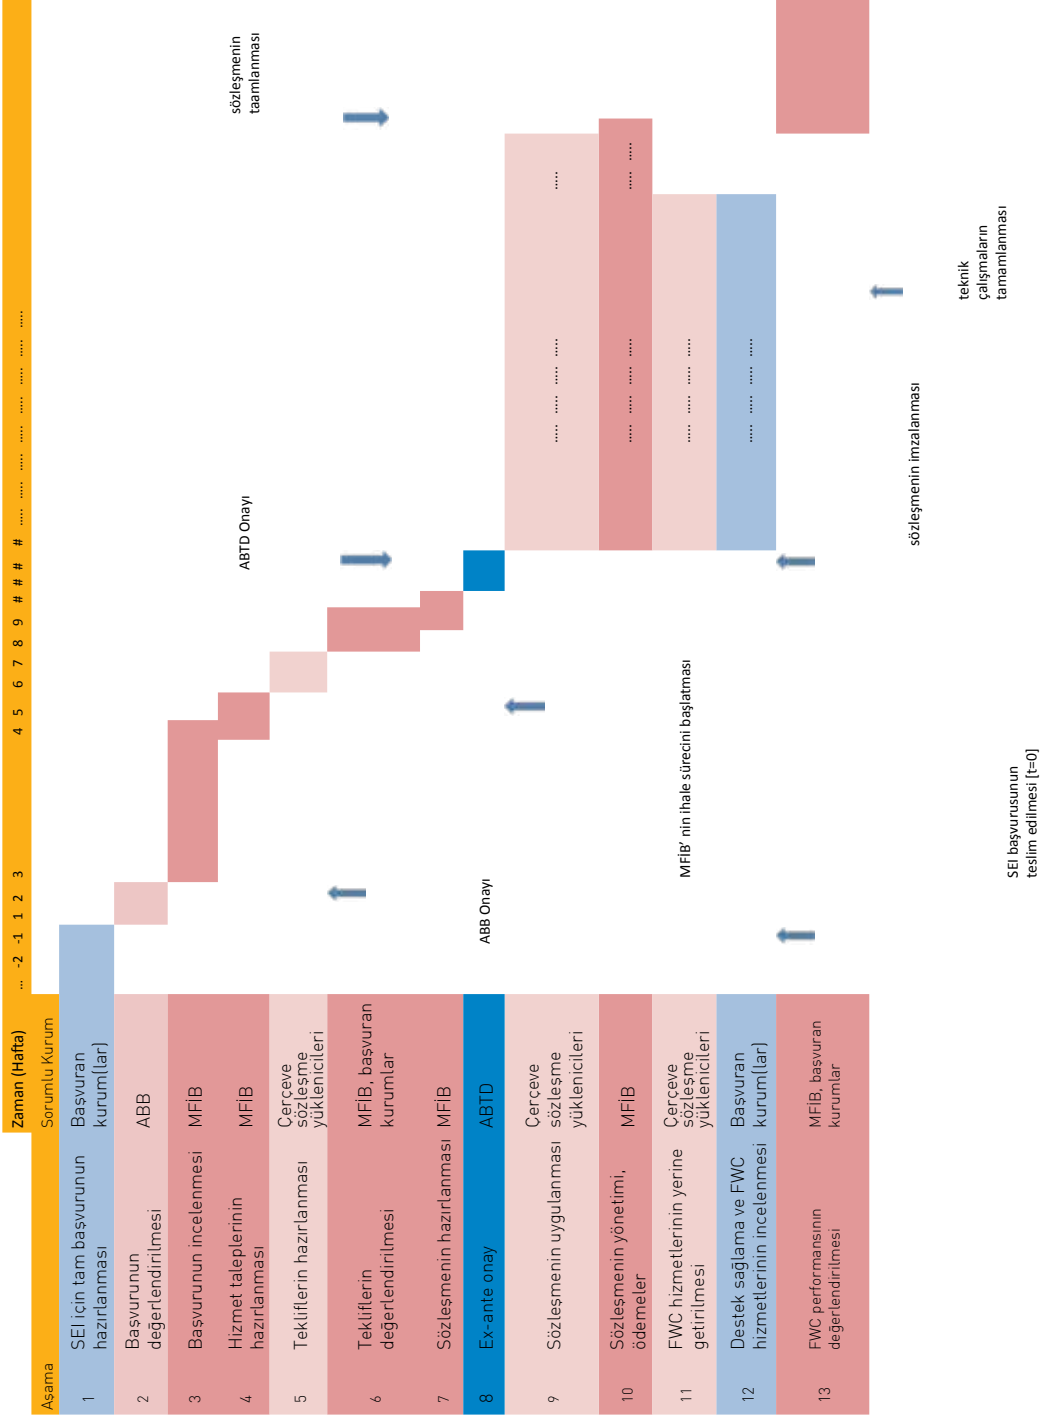 Zaman (Hafta) ... -2 -1 1 2 3 4 5 6 7 8 9 # # # # ..... ..... ..... ..... ..... ..... ..... .....
Aşama Sorumlu Kurum
1 SEI için tam başvurunun
hazırlanması
Başvuran
kurum(lar)
2 Başvurunun
değerlendirilmesi
ABB
3 Başvurunun incelenmesi MFİB
4 Hizmet taleplerinin
hazırlanması
MFİB
5 Tekliflerin hazırlanması
Çerçeve
sözleşme
yüklenicileri
6 Tekliflerin
değerlendirilmesi
MFİB, başvuran
kurumlar
7 Sözleşmenin hazırlanması MFİB
8 Ex-ante onay ABTD
9 Sözleşmenin uygulanması
Çerçeve
sözleşme
yüklenicileri
..... ..... ..... ..... .....
10 Sözleşmenin yönetimi,
ödemeler
MFİB
..... ..... ..... ..... ..... .....
11 FWC hizmetlerinin yerine
getirilmesi
Çerçeve
sözleşme
yüklenicileri
..... ..... ..... .....
12 Destek sağlama ve FWC
hizmetlerinin incelenmesi
Başvuran
kurum(lar)
..... ..... ..... .....
13 FWC performansının
değerlendirilmesi
MFİB, başvuran
kurumlar
sözleşmenin
taamlanması
ABTD Onayı
ABB Onayı
MFİB' nin ihale sürecini başlatması
sözleşmenin imzalanması
teknik
çalışmaların
tamamlanması
SEI başvurusunun
teslim edilmesi [t=0]